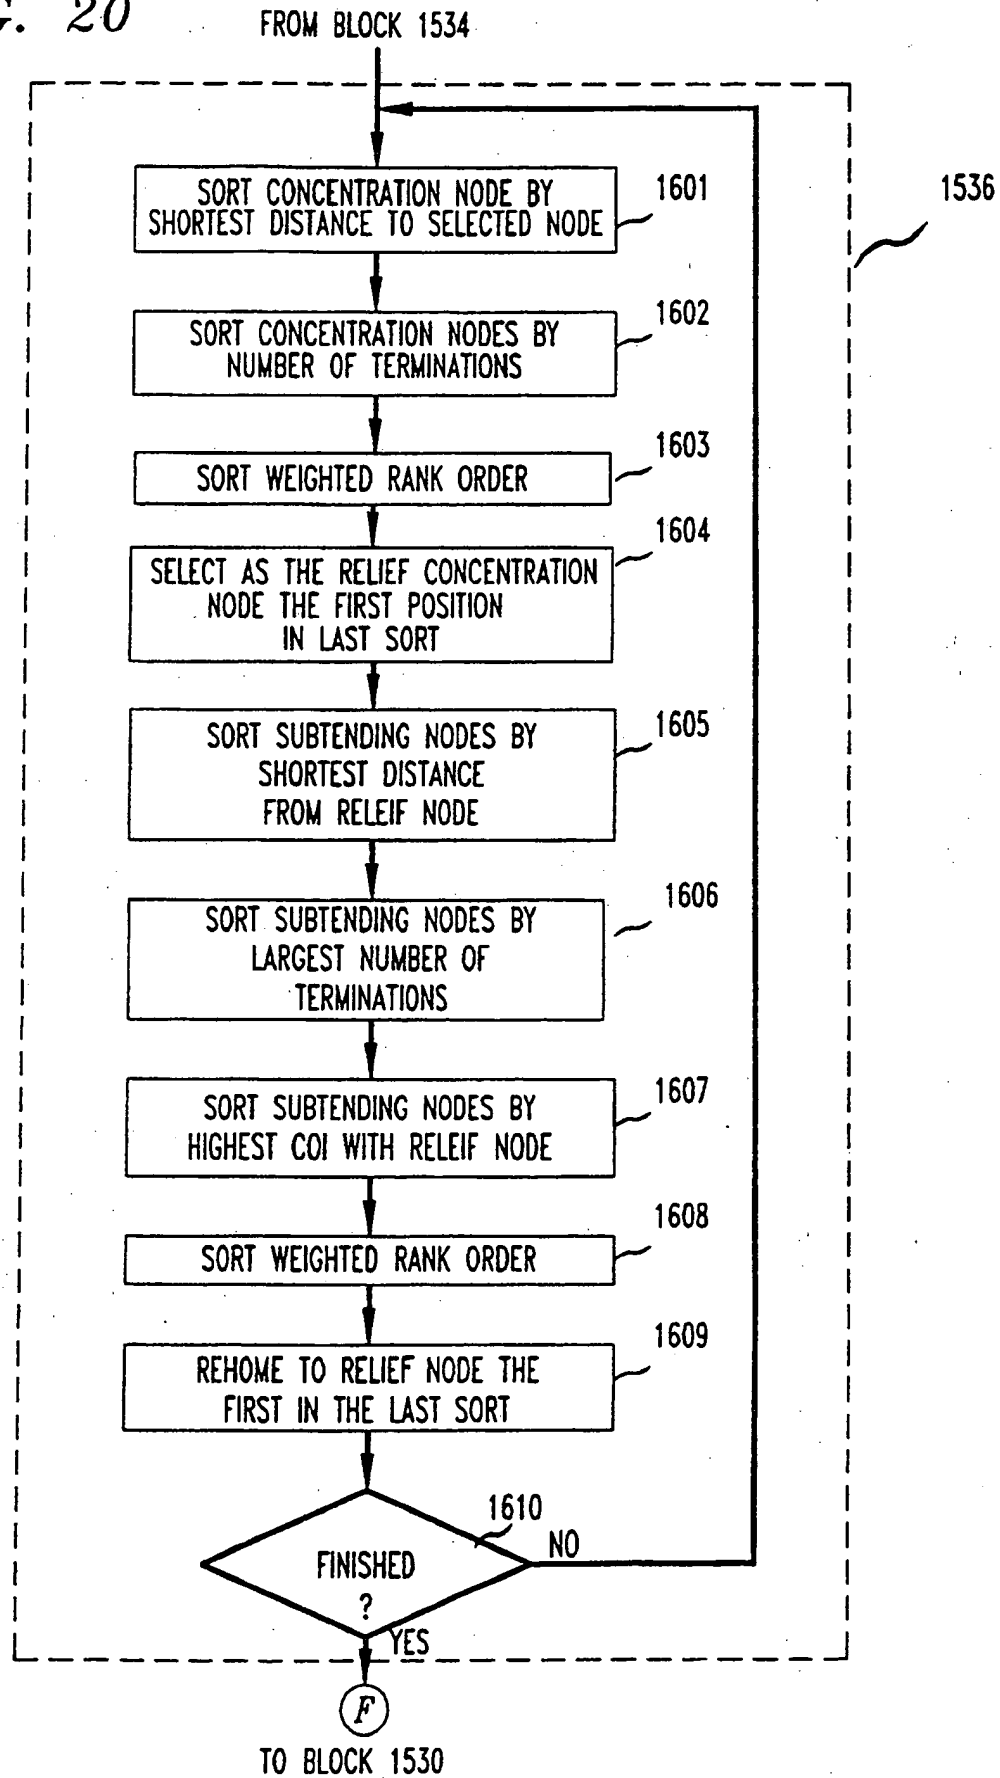 G. 20
FROM BLOCK 1534
SORT CONCENTRATION NODE BY
SHORTEST DISTANCE TO SELECTED NODE
1601
1536
SORT CONCENTRATION NODES BY
NUMBER OF TERMINATIONS
1602
SORT WEIGHTED RANK ORDER
1603
SELECT AS THE RELIEF CONCENTRATION
NODE THE FIRST POSITION
IN LAST SORT
1604
SORT SUBTENDING NODES BY
SHORTEST DISTANCE
FROM RELEIF NODE
1605
SORT SUBTENDING NODES BY
LARGEST NUMBER OF
TERMINATIONS
1606
SORT SUBTENDING NODES BY
HIGHEST COI WITH RELEIF NODE
1607
SORT WEIGHTED RANK ORDER
1608
REHOME TO RELIEF NODE THE
FIRST IN THE LAST SORT
1609
FINISHED
?
1610
NO
YES
F
TO BLOCK 1530